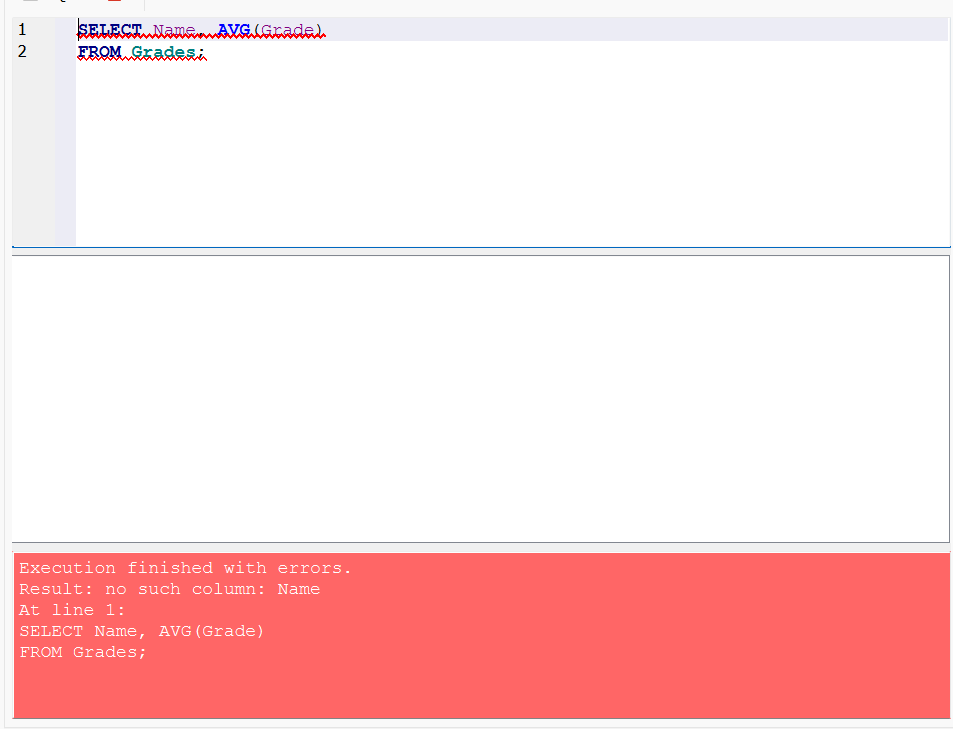 1 SELECT Name, AVG(Grade)
2 FROM Grades;
Execution finished with errors.
Result: no such column: Name
At line 1:
SELECT Name, AVG(Grade)
FROM Grades;